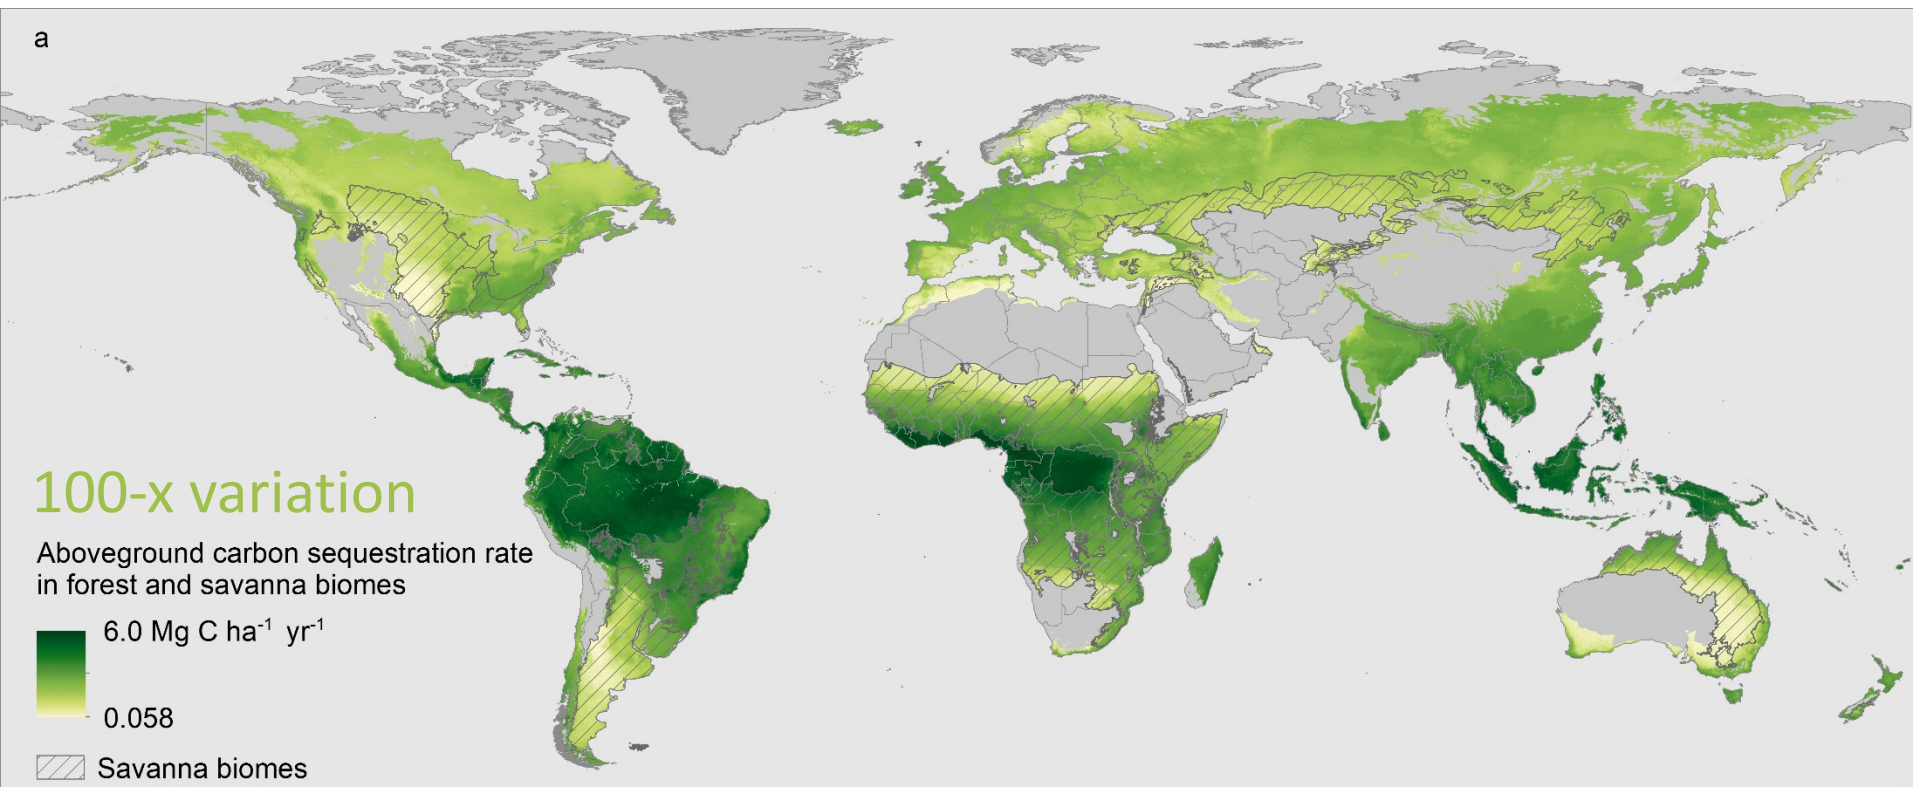 a
100-x variation
Aboveground carbon sequestration rate
in forest and savanna biomes
6.0 Mg C ha⁻¹ yr⁻¹
0.058
Savanna biomes